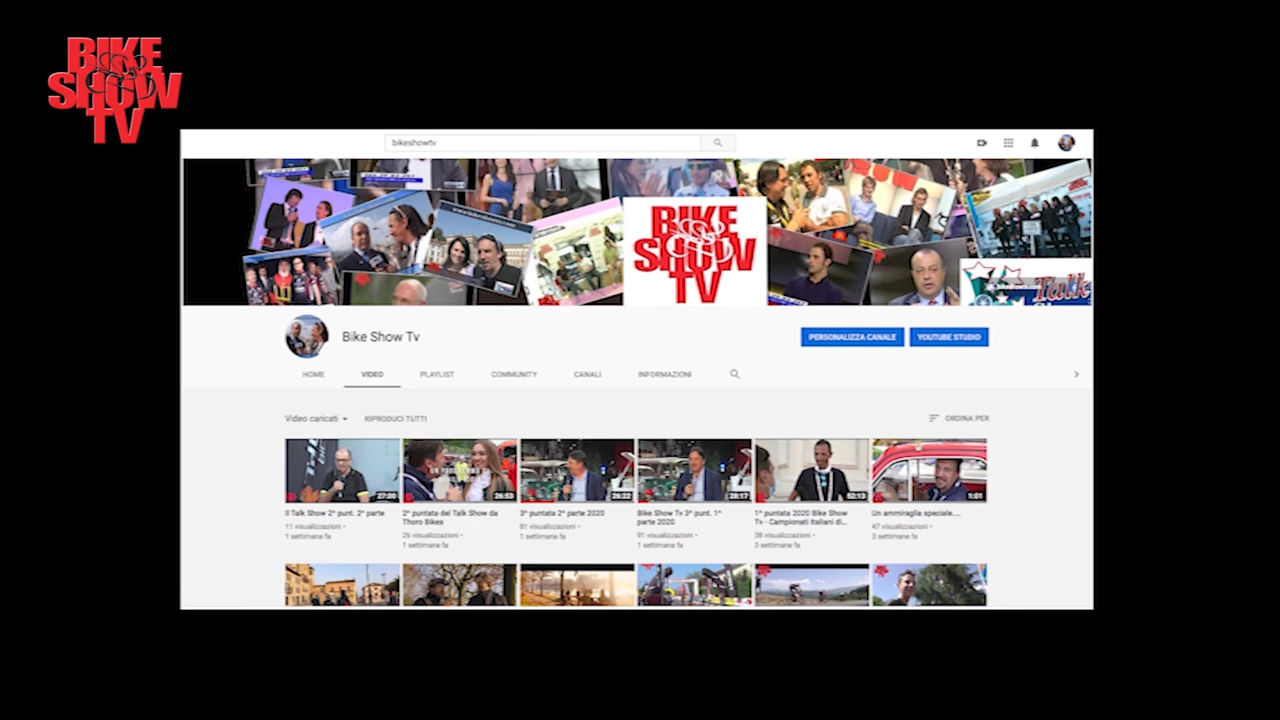 BIKE
SHOW
TV
bikeshowtv
BIKE
SHOW
TV
Talk
Bike Show Tv
PERSONALIZZA CANALE
YOUTUBE STUDIO
HOME
VIDEO
PLAYLIST
COMMUNITY
CANALI
INFORMAZIONI
Video caricati
RIPRODUCI TUTTI
ORDINA PER
27:00
26:53
26:22
28:17
52:13
1:01
Il Talk Show 2° punt. 2° parte
11 visualizzazioni •
1 settimana fa
2° puntata del Talk Show da
Thoro Bikes
26 visualizzazioni •
1 settimana fa
3° puntata 2° parte 2020
81 visualizzazioni •
1 settimana fa
Bike Show Tv 3° punt. 1°
parte 2020
91 visualizzazioni •
1 settimana fa
1° puntata 2020 Bike Show
Tv - Campionati Italiani di...
38 visualizzazioni •
3 settimane fa
Un ammiraglia speciale....
47 visualizzazioni •
3 settimane fa